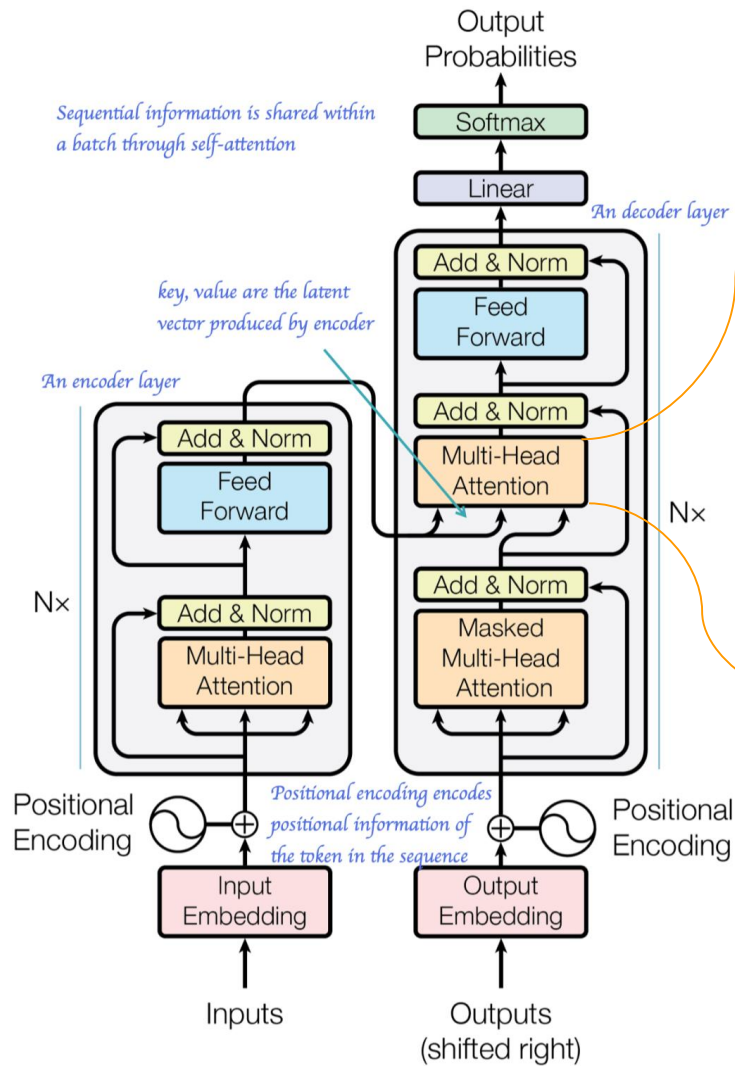 Output
Probabilities
Sequential information is shared within
a batch through self-attention
Softmax
Linear
An decoder layer
Add & Norm
Feed
Forward
key, value are the latent
vector produced by encoder
An encoder layer
Add & Norm
Multi-Head
Attention
Add & Norm
Feed
Forward
N×
Add & Norm
Masked
Multi-Head
Attention
N×
Add & Norm
Multi-Head
Attention
Positional
Encoding
Positional encoding encodes
positional information of
the token in the sequence
Positional
Encoding
Input
Embedding
Output
Embedding
Inputs
Outputs
(shifted right)